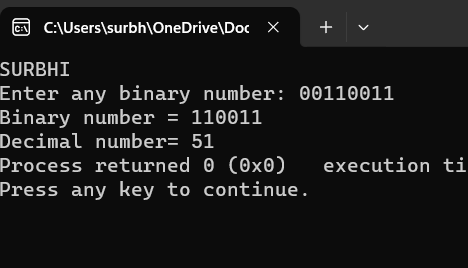 C:\Users\surbh\OneDrive\Doc
SURBHI
Enter any binary number: 00110011
Binary number = 110011
Decimal number= 51
Process returned 0 (0x0)   execution ti
Press any key to continue.